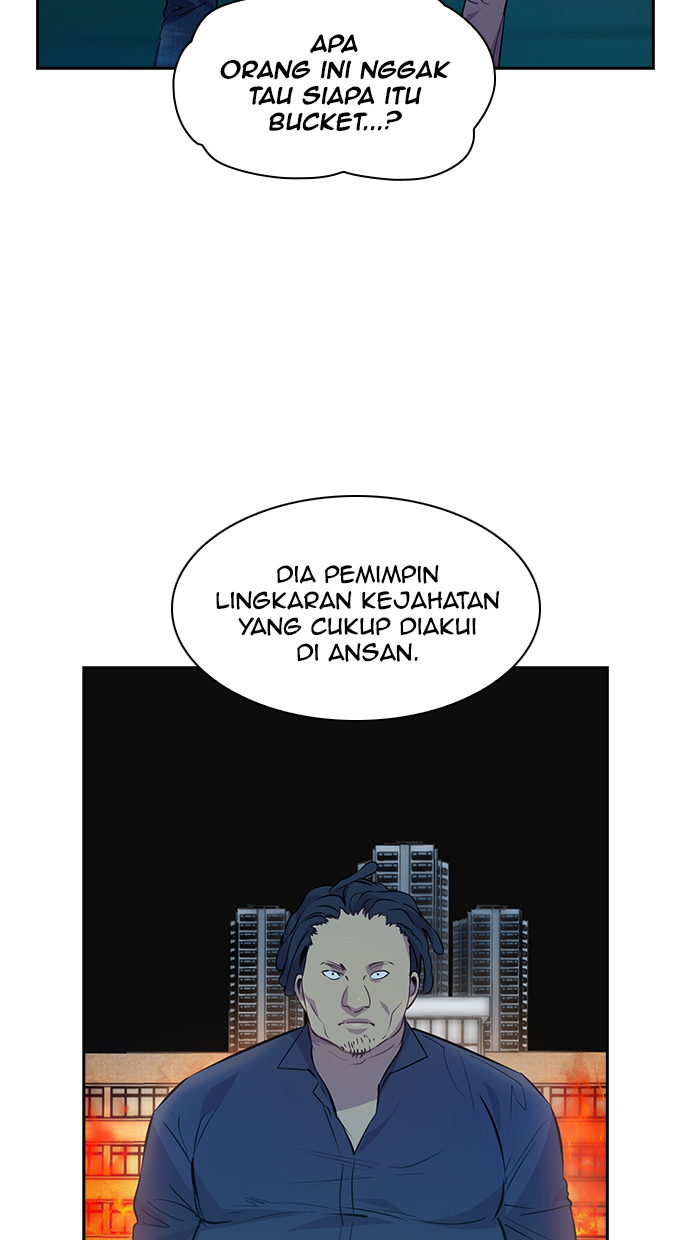 APA
ORANG INI NGGAK
TAU SIAPA ITU
BUCKET...?
DIA PEMIMPIN
LINGKARAN KEJAHATAN
YANG CUKUP DIAKUI
DI ANSAN.